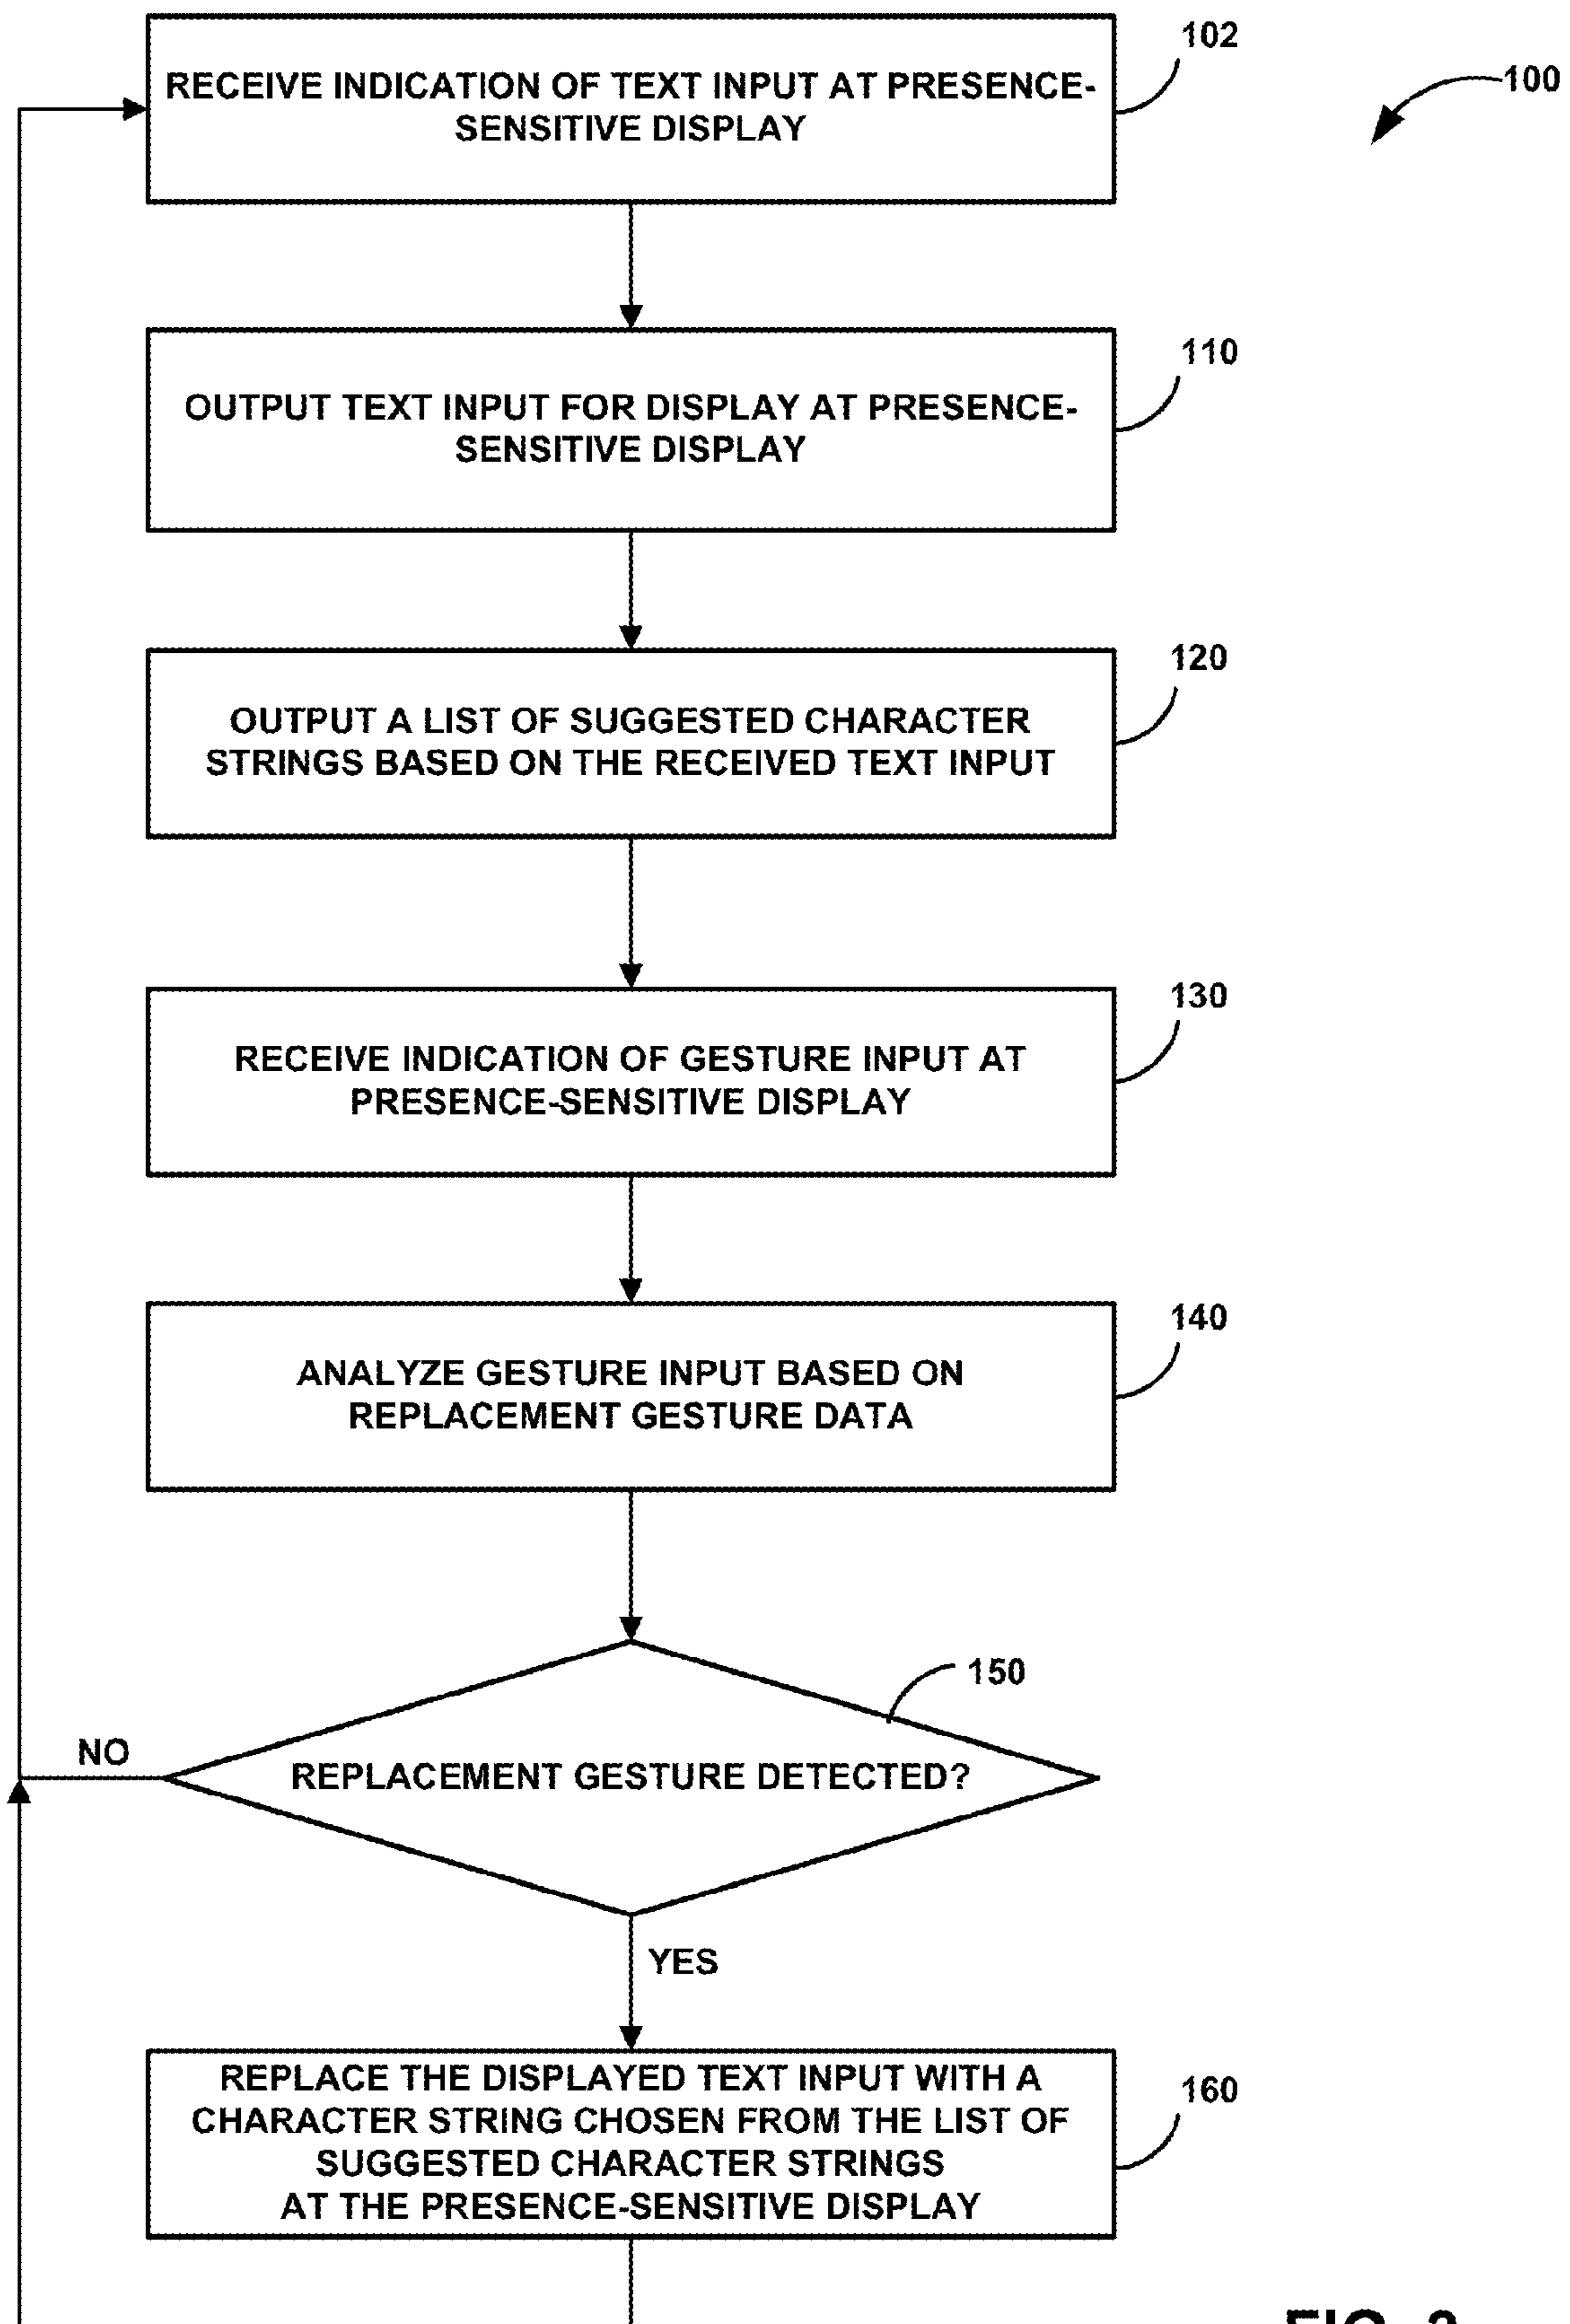 102
100
RECEIVE INDICATION OF TEXT INPUT AT PRESENCE-
SENSITIVE DISPLAY
110
OUTPUT TEXT INPUT FOR DISPLAY AT PRESENCE-
SENSITIVE DISPLAY
120
OUTPUT A LIST OF SUGGESTED CHARACTER
STRINGS BASED ON THE RECEIVED TEXT INPUT
130
RECEIVE INDICATION OF GESTURE INPUT AT
PRESENCE-SENSITIVE DISPLAY
140
ANALYZE GESTURE INPUT BASED ON
REPLACEMENT GESTURE DATA
150
NO
REPLACEMENT GESTURE DETECTED?
YES
160
REPLACE THE DISPLAYED TEXT INPUT WITH A
CHARACTER STRING CHOSEN FROM THE LIST OF
SUGGESTED CHARACTER STRINGS
AT THE PRESENCE-SENSITIVE DISPLAY
FIG.